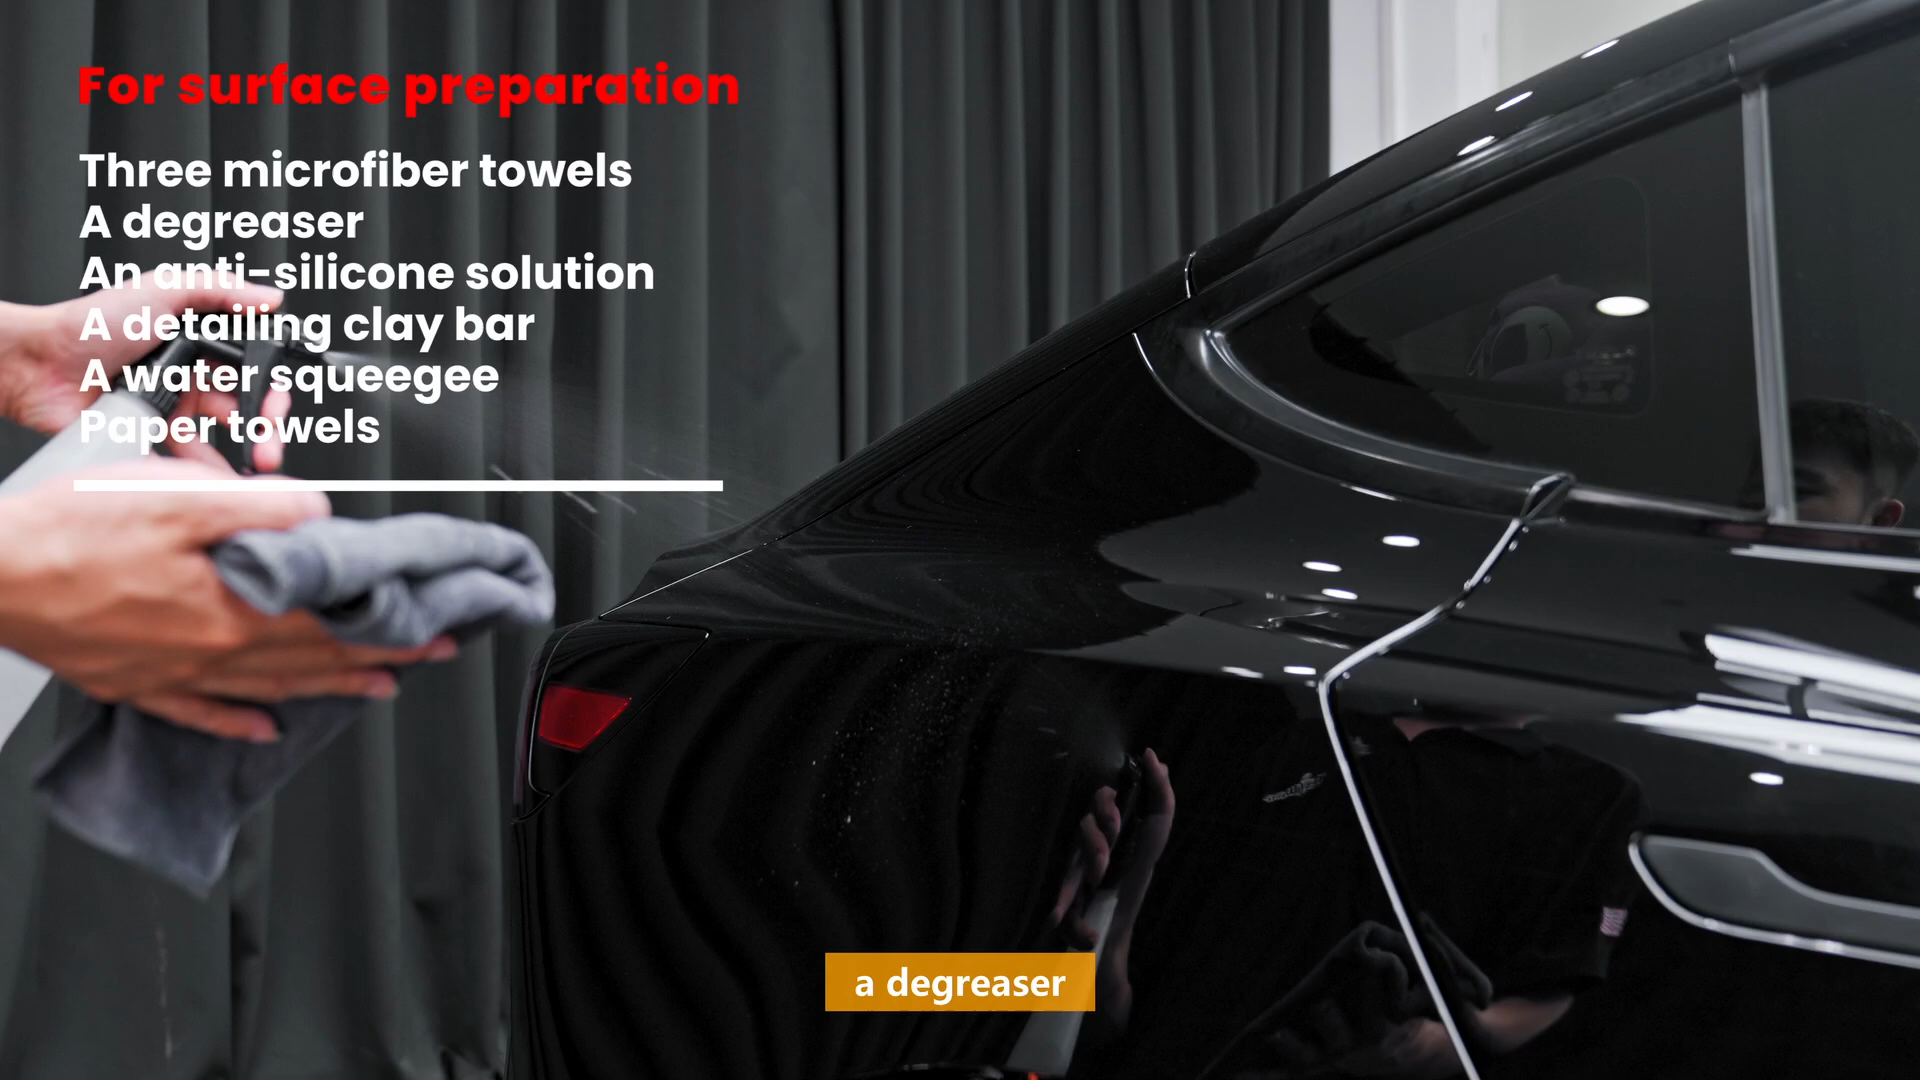 For surface preparation
Three microfiber towels
A degreaser
An anti-silicone solution
A detailing clay bar
A water squeegee
Paper towels
a degreaser